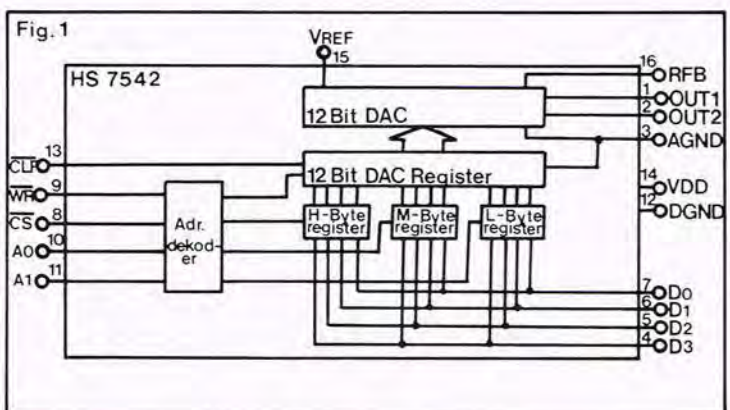 Fig.1
VREF
15
HS 7542
16 RFB
12 Bit DAC
1 OUT1
2 OUT2
3 AGND
CLR 13
12 Bit DAC Register
WR 9
14 VDD
12 DGND
CS 8
Adr.
dekod-
er
H-Byte
register
M-Byte
register
L-Byte
register
A0 10
A1 11
7 D0
6 D1
5 D2
4 D3